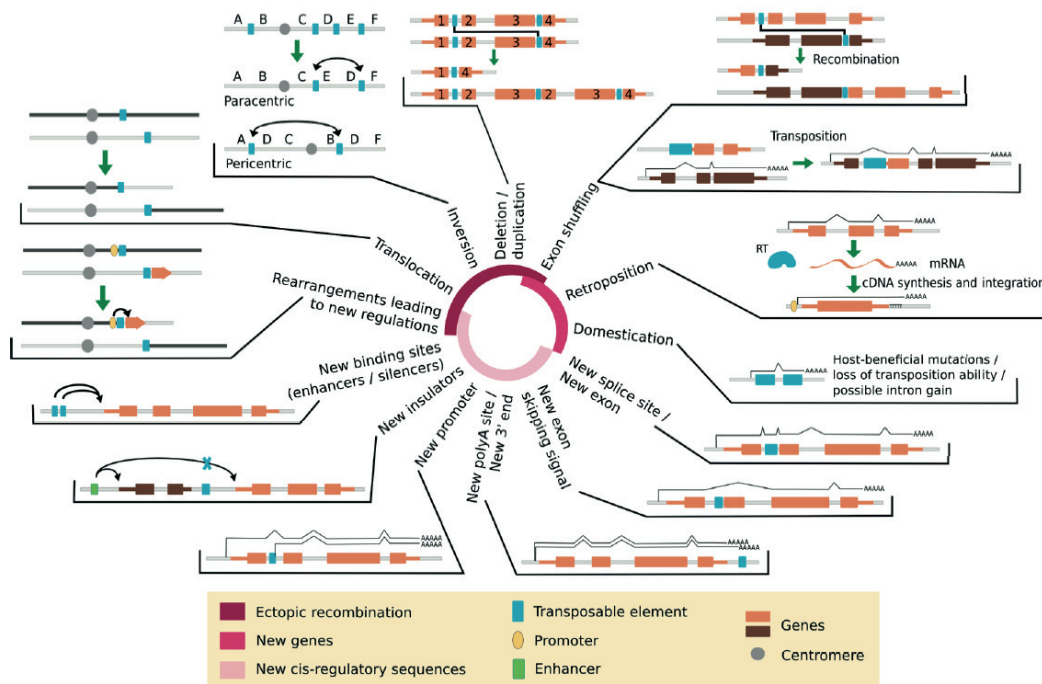 A B C D E F
A B C E D F
Paracentric
A D C B D F
Pericentric
1 2 3 4
1 2 3 4
1 4
1 2 3 2 3 4
Recombination
Transposition
AAAAA
AAAAA
Inversion
Deletion /
duplication
Exon shuffling
Translocation
Retroposition
Rearrangements leading
to new regulations
Domestication
New binding sites
(enhancers / silencers)
New insulators
New promoter
New polyA site /
New 3' end
New exon
skipping signal
New splice site /
New exon
AAAAA
RT
AAAAA mRNA
cDNA synthesis and integration
AAAAA
TTTTT
AAAAA
Host-beneficial mutations /
loss of transposition ability /
possible intron gain
AAAAA
AAAAA
AAAAA
AAAAA
AAAAA
AAAAA
Ectopic recombination
New genes
New cis-regulatory sequences
Transposable element
Promoter
Enhancer
Genes
Centromere